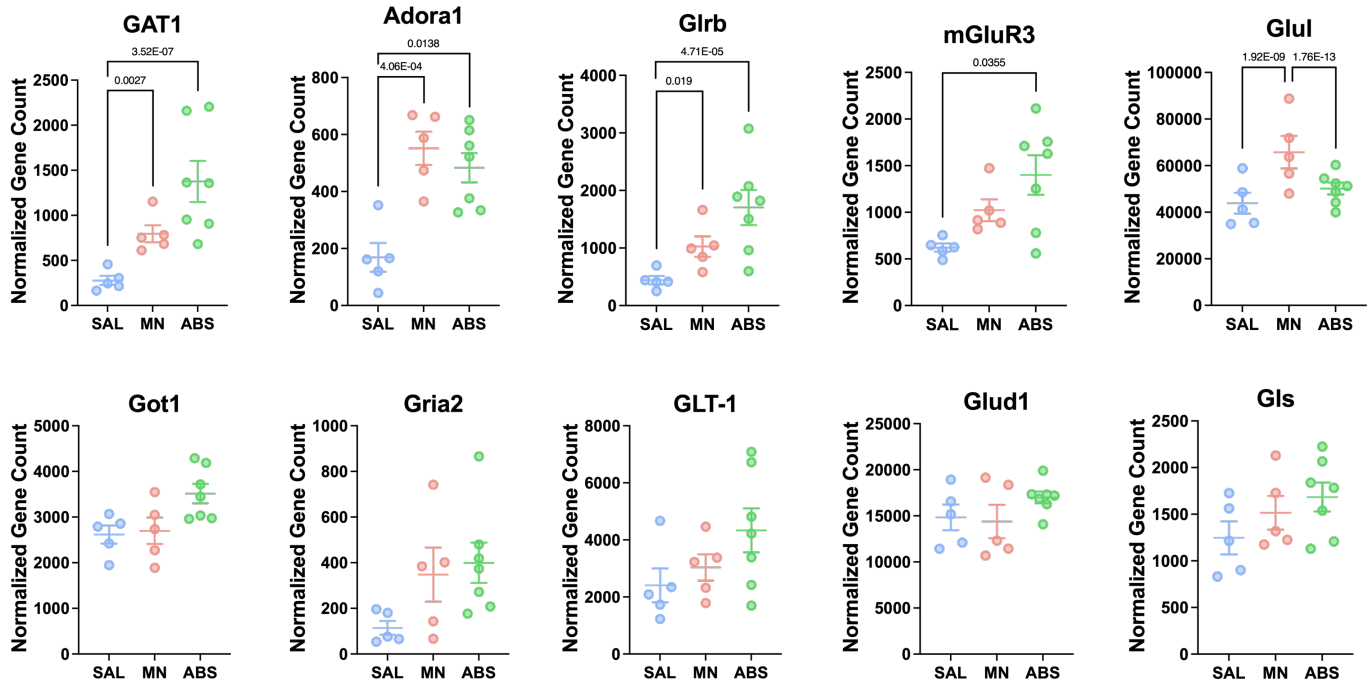 GAT1
3.52E-07
0.0027
Normalized Gene Count
2500
2000
1500
1000
500
0
SAL MN ABS
Adora1
0.0138
4.06E-04
Normalized Gene Count
800
600
400
200
0
SAL MN ABS
Glrb
4.71E-05
0.019
Normalized Gene Count
4000
3000
2000
1000
0
SAL MN ABS
mGluR3
0.0355
Normalized Gene Count
2500
2000
1500
1000
500
0
SAL MN ABS
Glul
1.92E-09 1.76E-13
Normalized Gene Count
100000
80000
60000
40000
20000
0
SAL MN ABS
Got1
Normalized Gene Count
5000
4000
3000
2000
1000
0
SAL MN ABS
Gria2
Normalized Gene Count
1000
800
600
400
200
0
SAL MN ABS
GLT-1
Normalized Gene Count
8000
6000
4000
2000
0
SAL MN ABS
Glud1
Normalized Gene Count
25000
20000
15000
10000
5000
0
SAL MN ABS
Gls
Normalized Gene Count
2500
2000
1500
1000
500
0
SAL MN ABS